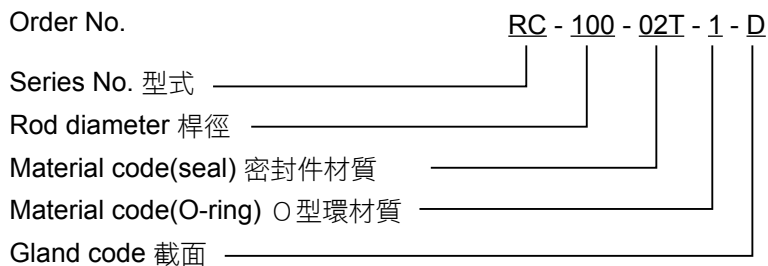 Order No. RC - 100 - 02T - 1 - D
Series No. 型式
Rod diameter 桿徑
Material code(seal) 密封件材質
Material code(O-ring) O型環材質
Gland code 截面